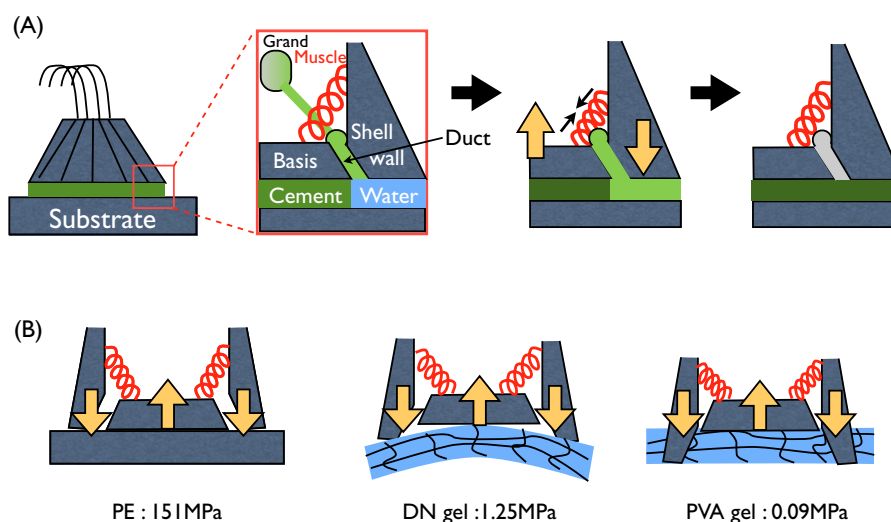 (A)
Grand
Muscle
Shell
wall
Duct
Basis
Cement
Water
Substrate
(B)
PE : 151MPa
DN gel :1.25MPa
PVA gel : 0.09MPa